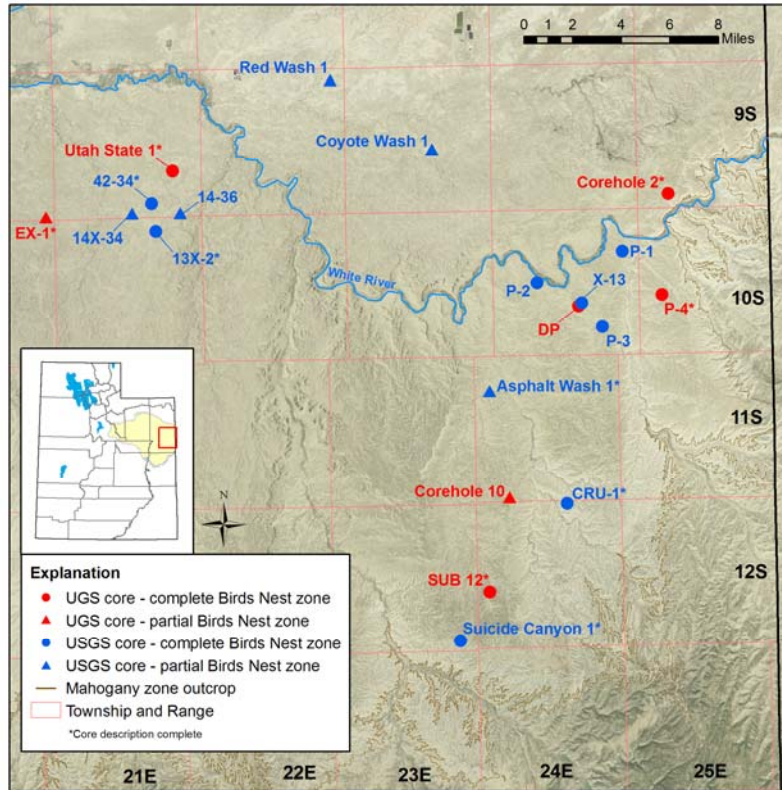 0 2 4 6 8
Miles
Red Wash 1
9S
Coyote Wash 1
Utah State 1*
42-34*
14-36
Corehole 2*
EX-1*
14X-34
13X-2*
P-1
White River
X-13
P-2
10S
DP
P-4*
P-3
Asphalt Wash 1*
11S
Corehole 10
CRU-1*
N
12S
SUB 12*
Suicide Canyon 1*
Explanation
UGS core - complete Birds Nest zone
UGS core - partial Birds Nest zone
USGS core - complete Birds Nest zone
USGS core - partial Birds Nest zone
Mahogany zone outcrop
Township and Range
*Core description complete
21E 22E 23E 24E 25E